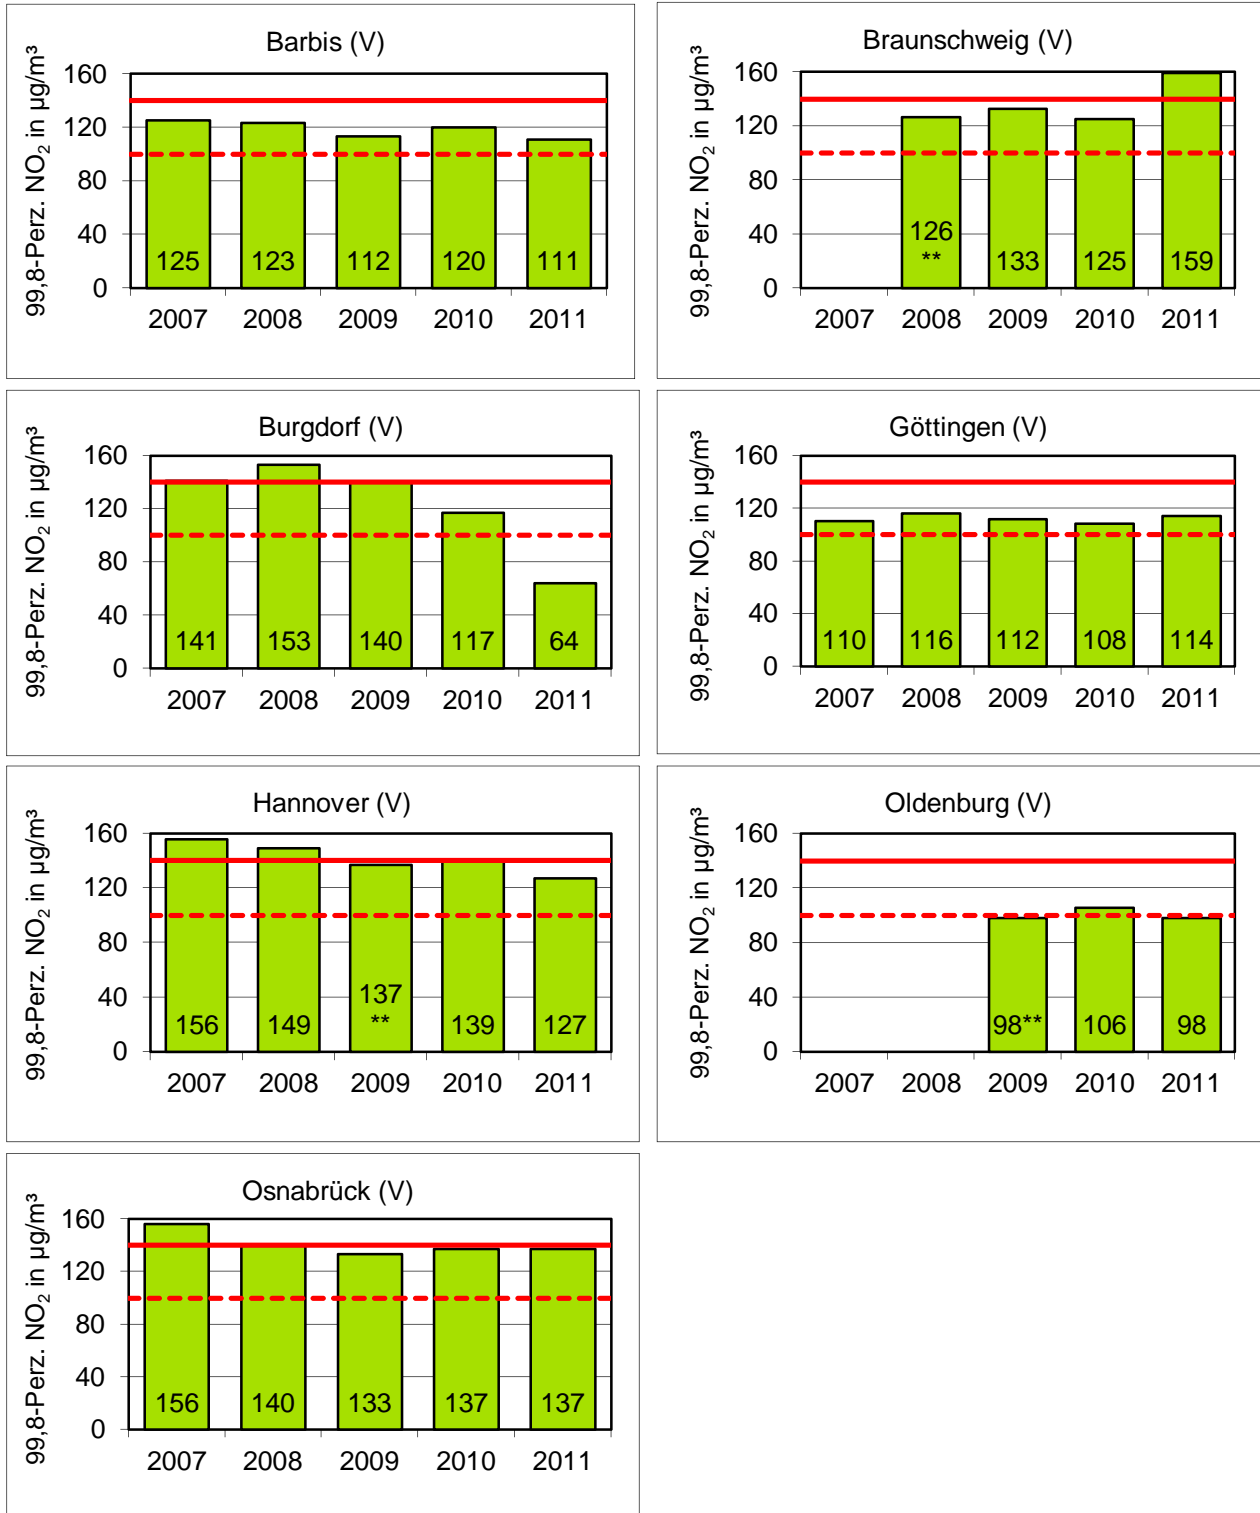 Barbis (V)
99,8-Perz. NO₂ in µg/m³
160
120
80
40
0
125 123 112 120 111
2007 2008 2009 2010 2011
Braunschweig (V)
99,8-Perz. NO₂ in µg/m³
160
120
80
40
0
126
** 133 125 159
2007 2008 2009 2010 2011
Burgdorf (V)
99,8-Perz. NO₂ in µg/m³
160
120
80
40
0
141 153 140 117 64
2007 2008 2009 2010 2011
Göttingen (V)
99,8-Perz. NO₂ in µg/m³
160
120
80
40
0
110 116 112 108 114
2007 2008 2009 2010 2011
Hannover (V)
99,8-Perz. NO₂ in µg/m³
160
120
80
40
0
137
156 149 ** 139 127
2007 2008 2009 2010 2011
Oldenburg (V)
99,8-Perz. NO₂ in µg/m³
160
120
80
40
0
98** 106 98
2007 2008 2009 2010 2011
Osnabrück (V)
99,8-Perz. NO₂ in µg/m³
160
120
80
40
0
156 140 133 137 137
2007 2008 2009 2010 2011